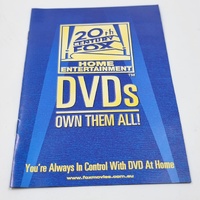 20th
CENTURY
FOX
HOME
ENTERTAINMENT
™
DVDs
OWN THEM ALL!
You're Always In Control With DVD At Home
www.foxmovies.com.au